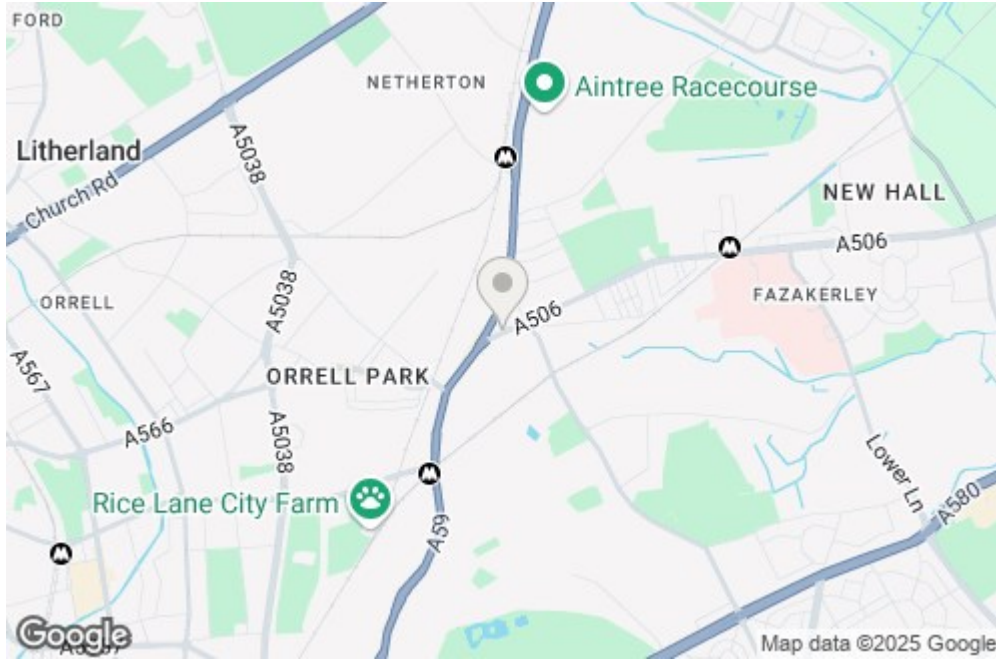 FORD
NETHERTON
Aintree Racecourse
A5038
Litherland
Church Rd
NEW HALL
A506
ORRELL
A5038
FAZAKERLEY
A506
A567
ORRELL PARK
A566
A5038
Lower Ln
Rice Lane City Farm
A59
A580
Google
Map data ©2025 Google